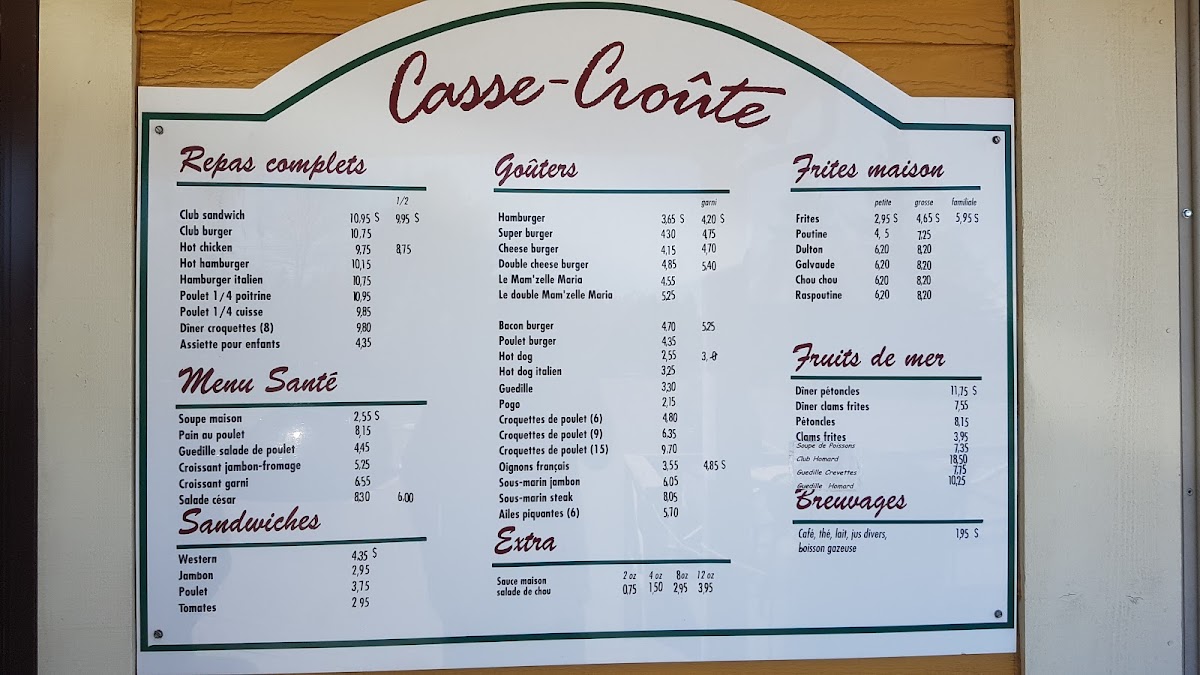 Casse-Croûte
Repas complets
1/2
Club sandwich 10,95 $ 9,95 $
Club burger 10,75
Hot chicken 9,75 8,75
Hot hamburger 10,15
Hamburger italien 10,75
Poulet 1/4 poitrine 10,95
Poulet 1/4 cuisse 9,85
Dîner croquettes (8) 9,80
Assiette pour enfants 4,35
Menu Santé
Soupe maison 2,55 $
Pain au poulet 8,15
Guedille salade de poulet 4,45
Croissant jambon-fromage 5,25
Croissant garni 6,55
Salade césar 8,30 6,00
Sandwiches
Western 4,35 $
Jambon 2,95
Poulet 3,75
Tomates 2 95
Goûters
garni
Hamburger 3,65 $ 4,20 $
Super burger 4,30 4,75
Cheese burger 4,15 4,70
Double cheese burger 4,85 5,40
Le Mam'zelle Maria 4,55
Le double Mam'zelle Maria 5,25
Bacon burger 4,70 5,25
Poulet burger 4,35
Hot dog 2,55
Hot dog italien 3,25
Guedille 3,30
Pogo 2,15
Croquettes de poulet (6) 4,80
Croquettes de poulet (9) 6,35
Croquettes de poulet (15) 9,70
Oignons français 3,55 4,85 $
Sous-marin jambon 6,05
Sous-marin steak 8,05
Ailes piquantes (6) 5,70
Extra
2 oz 4 oz 8 oz 12 oz
Sauce maison
salade de chou 0,75 1,50 2,95 3,95
Frites maison
petite grosse familiale
Frites 2,95 $ 4,65 $ 5,95 $
Poutine 4, 5 7,25
Dulton 6,20 8,20
Galvaude 6,20 8,20
Chou chou 6,20 8,20
Raspoutine 6,20 8,20
Fruits de mer
Dîner pétoncles 11,75 $
Dîner clams frites 7,55
Pétoncles 8,15
Clams frites 3,95
Soupe de Poissons 7,35
Club Homard 18,50
Guedille Crevettes 7,75
Guedille Homard 10,25
Breuvages
Café, thé, lait, jus divers, 1,95 $
boisson gazeuse